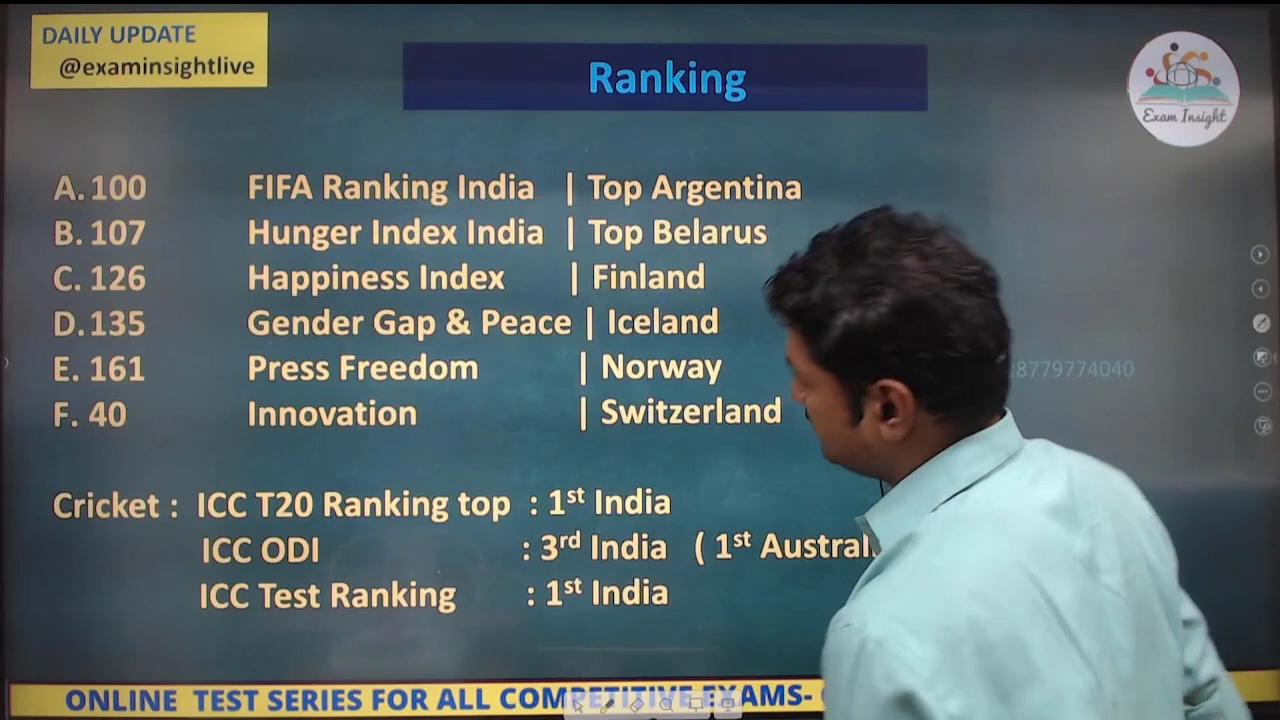 DAILY UPDATE
@examinsightlive
Ranking
Exam Insight
A. 100 FIFA Ranking India | Top Argentina
B. 107 Hunger Index India | Top Belarus
C. 126 Happiness Index | Finland
D. 135 Gender Gap & Peace | Iceland
E. 161 Press Freedom | Norway
8779774040
F. 40 Innovation | Switzerland
Cricket : ICC T20 Ranking top : 1st India
ICC ODI : 3rd India ( 1st Austral
ICC Test Ranking : 1st India
ONLINE TEST SERIES FOR ALL COMPETITIVE EXAMS-